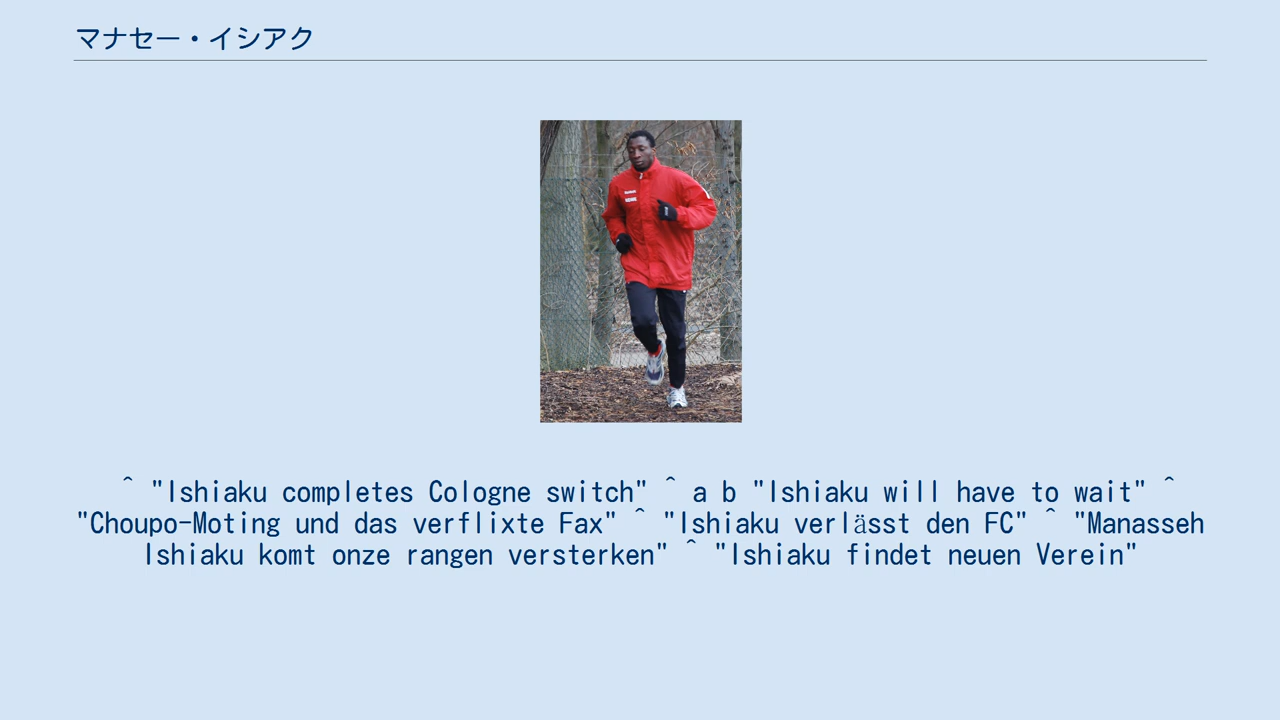 マナセー・イシアク
^ "Ishiaku completes Cologne switch" ^ a b "Ishiaku will have to wait" ^
"Choupo-Moting und das verflixte Fax" ^ "Ishiaku verlässt den FC" ^ "Manasseh
Ishiaku komt onze rangen versterken" ^ "Ishiaku findet neuen Verein"